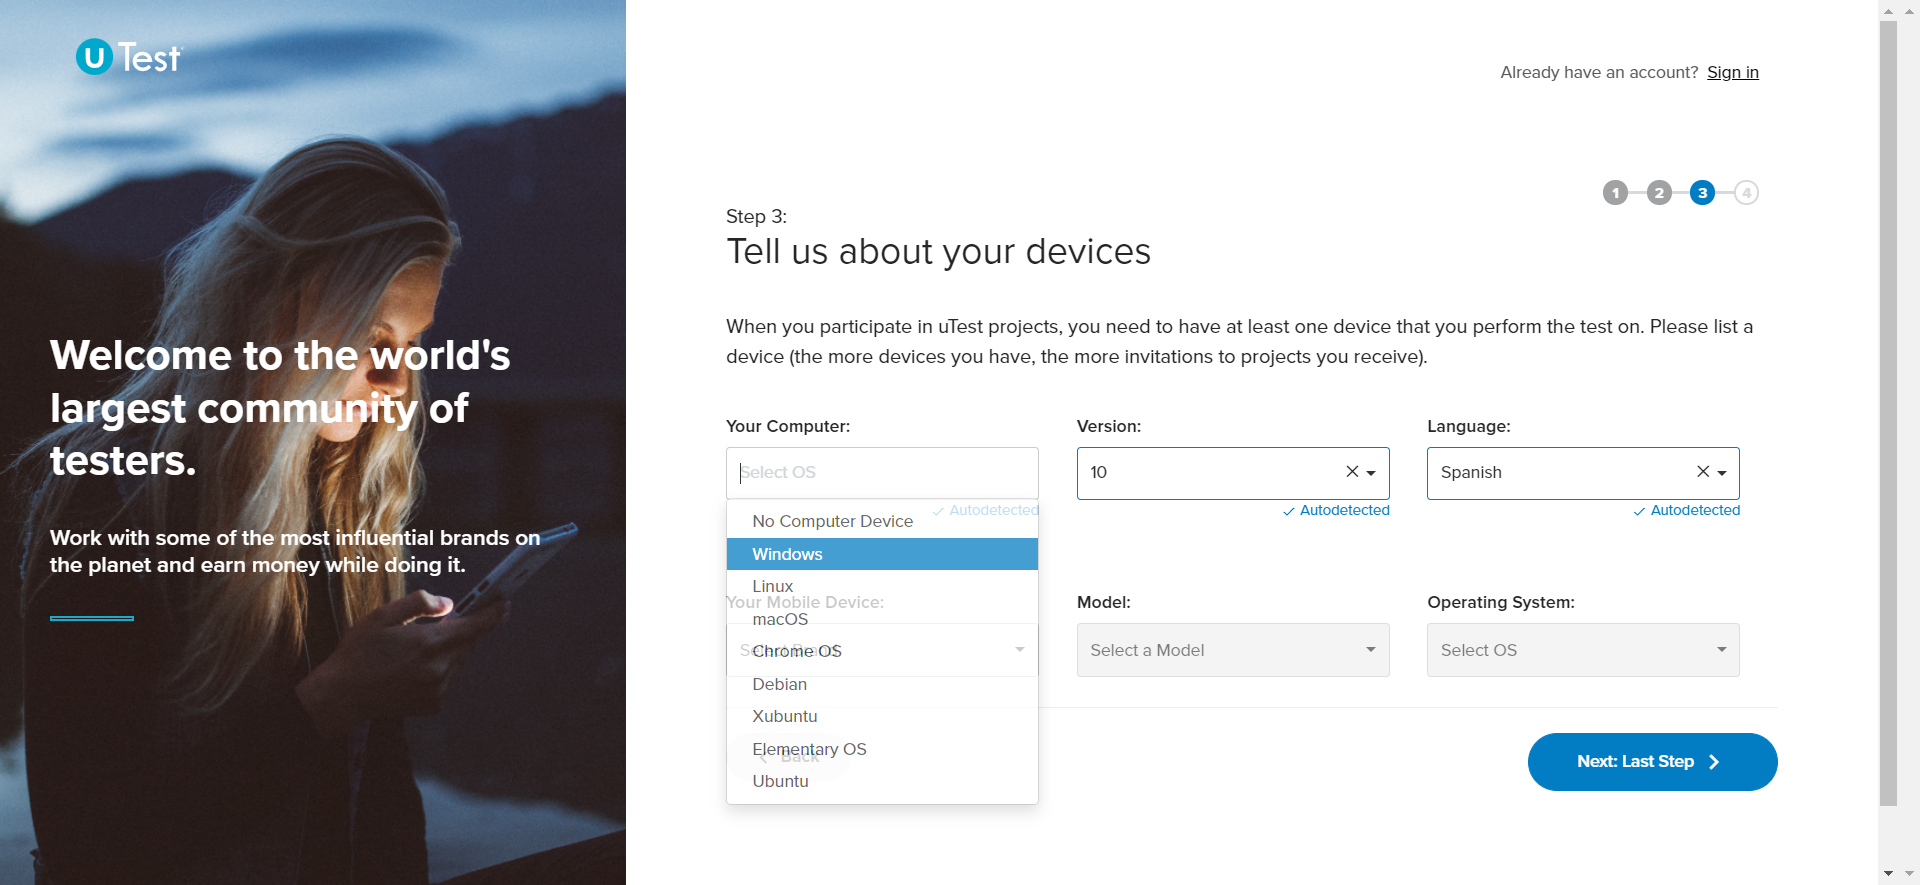 U Test
Already have an account? Sign in
1 2 3 4
Step 3:
Tell us about your devices
When you participate in uTest projects, you need to have at least one device that you perform the test on. Please list a
device (the more devices you have, the more invitations to projects you receive).
Welcome to the world's
largest community of
testers.
Work with some of the most influential brands on
the planet and earn money while doing it.
Your Computer:
Select OS
Autodetected
No Computer Device
Windows
Linux
macOS
Chrome OS
Debian
Xubuntu
Elementary OS
Ubuntu
Version:
10
Autodetected
Language:
Spanish
Autodetected
Your Mobile Device:
Select Brand
Model:
Select a Model
Operating System:
Select OS
Back
Next: Last Step